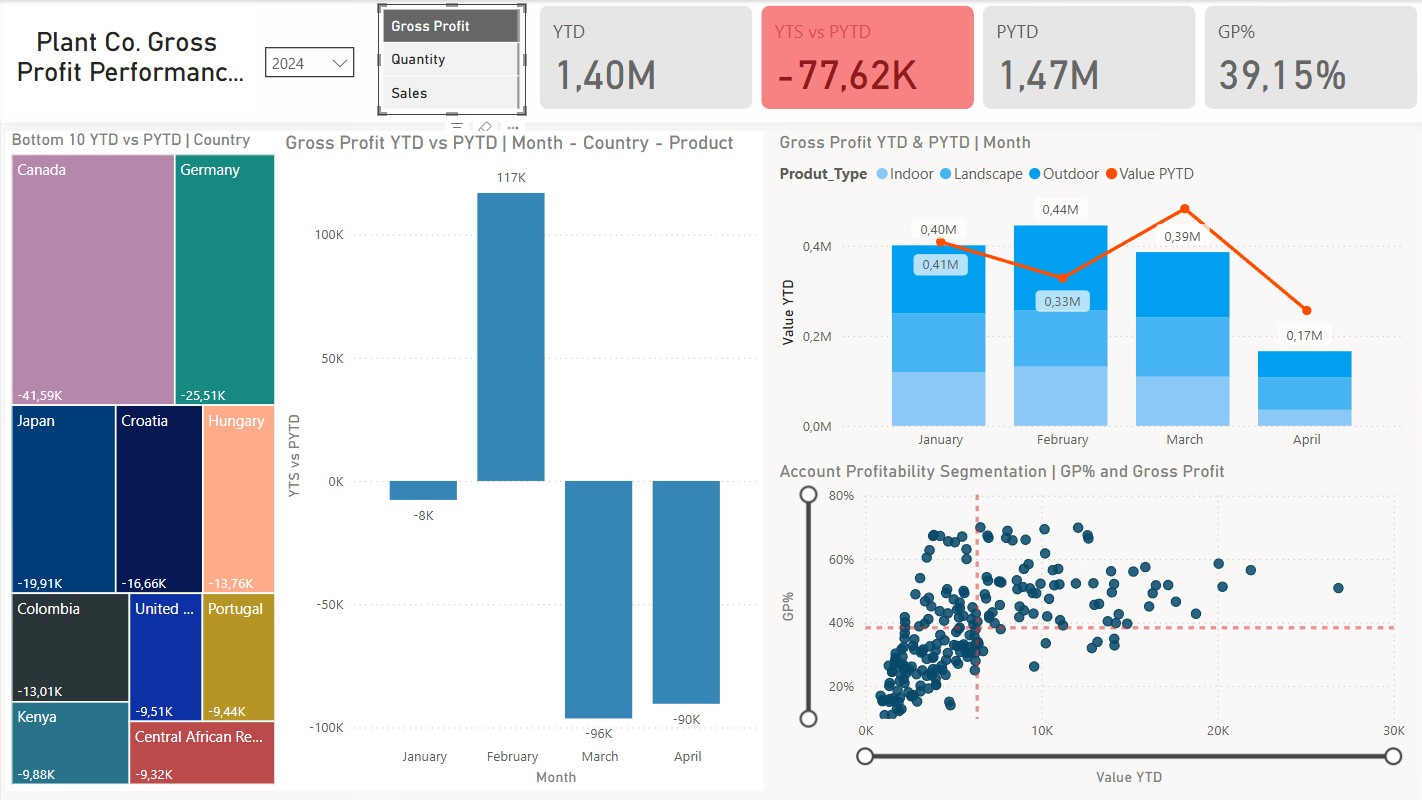 Plant Co. Gross
Profit Performanc...
2024
Gross Profit
Quantity
Sales
YTD
1,40M
YTS vs PYTD
-77,62K
PYTD
1,47M
GP%
39,15%
Bottom 10 YTD vs PYTD | Country
Canada
-41,59K
Germany
-25,51K
Japan
-19,91K
Croatia
-16,66K
Hungary
-13,76K
Colombia
-13,01K
United ...
-9,51K
Portugal
-9,44K
Kenya
-9,88K
Central African Re...
-9,32K
Gross Profit YTD vs PYTD | Month - Country - Product
YTS vs PYTD
100K
50K
0K
-50K
-100K
-8K
117K
-96K
-90K
January
February
March
April
Month
Gross Profit YTD & PYTD | Month
Produt_Type
Indoor
Landscape
Outdoor
Value PYTD
Value YTD
0,4M
0,2M
0,0M
0,40M
0,41M
0,44M
0,33M
0,39M
0,17M
January
February
March
April
Account Profitability Segmentation | GP% and Gross Profit
GP%
80%
60%
40%
20%
0K
10K
20K
30K
Value YTD